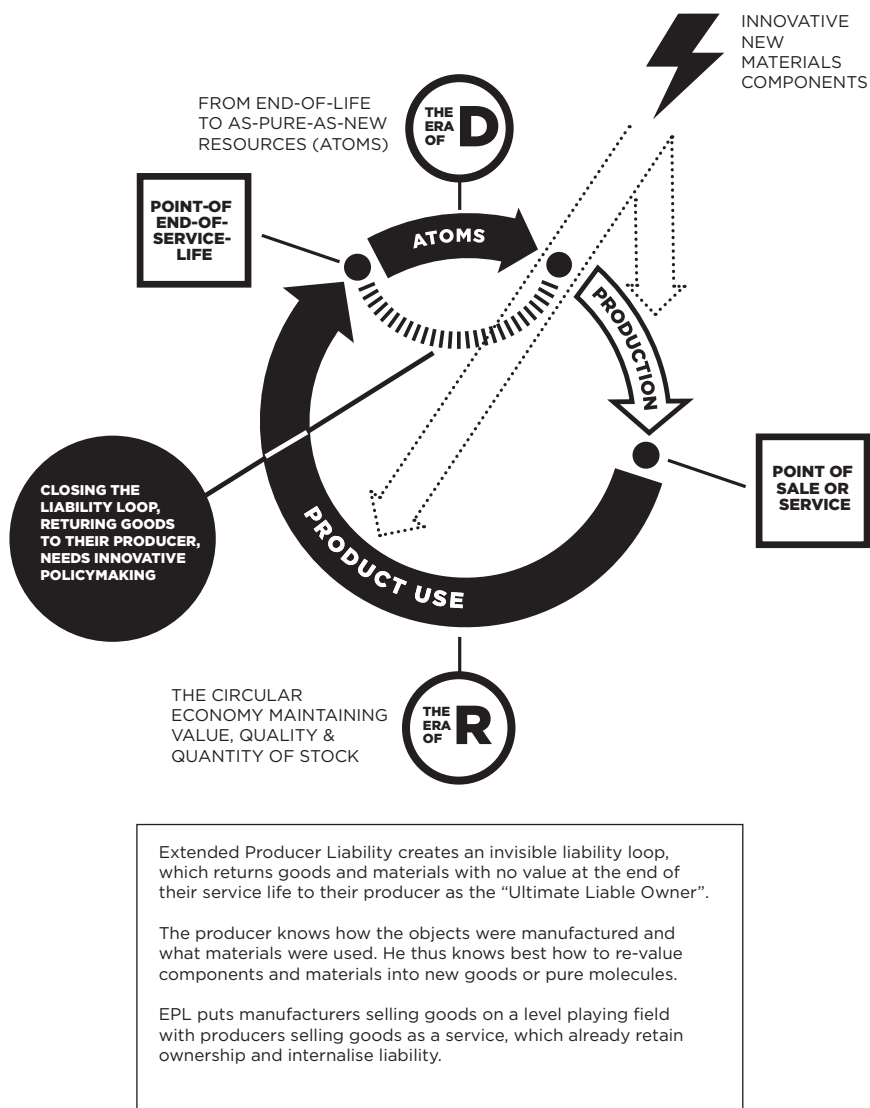 INNOVATIVE
NEW
MATERIALS
COMPONENTS
FROM END-OF-LIFE
TO AS-PURE-AS-NEW
RESOURCES (ATOMS)
THE
ERA
OF D
POINT-OF
END-OF-
SERVICE-
LIFE
ATOMS
PRODUCTION
POINT OF
SALE OR
SERVICE
CLOSING THE
LIABILITY LOOP,
RETURING GOODS
TO THEIR PRODUCER,
NEEDS INNOVATIVE
POLICYMAKING
PRODUCT USE
THE CIRCULAR
ECONOMY MAINTAINING
VALUE, QUALITY &
QUANTITY OF STOCK
THE
ERA
OF R
Extended Producer Liability creates an invisible liability loop,
which returns goods and materials with no value at the end of
their service life to their producer as the “Ultimate Liable Owner”.
The producer knows how the objects were manufactured and
what materials were used. He thus knows best how to re-value
components and materials into new goods or pure molecules.
EPL puts manufacturers selling goods on a level playing field
with producers selling goods as a service, which already retain
ownership and internalise liability.